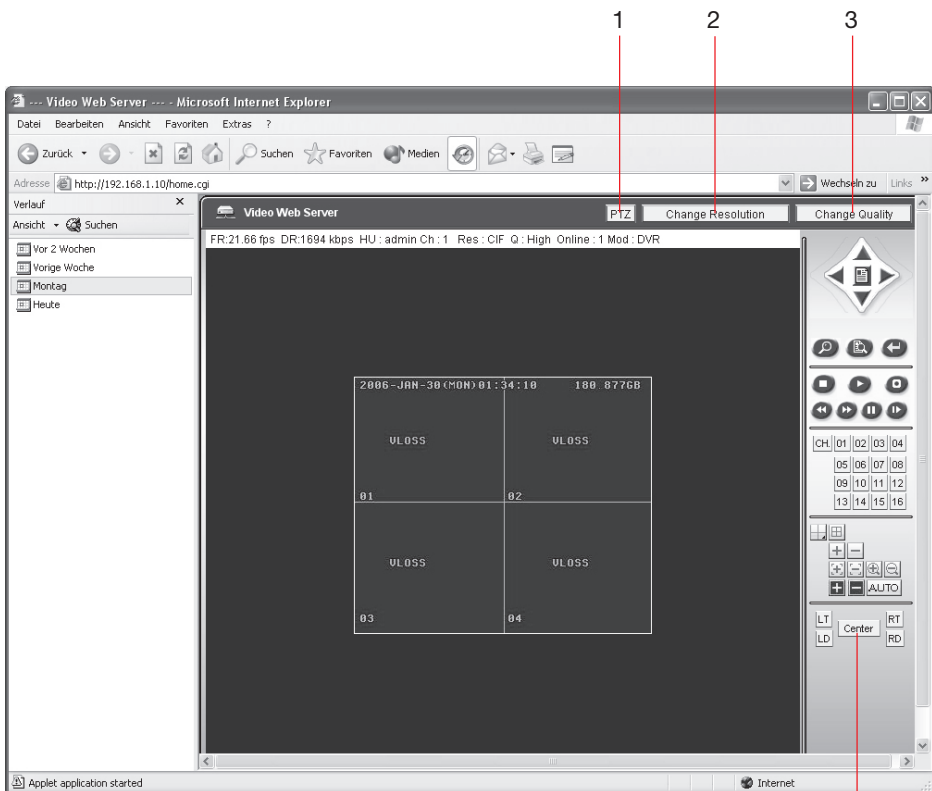 1 2 3
--- Video Web Server --- - Microsoft Internet Explorer
Datei Bearbeiten Ansicht Favoriten Extras ?
Zurück Suchen Favoriten Medien
Adresse http://192.168.1.10/home.cgi Wechseln zu Links »
Verlauf x
Ansicht Suchen
Vor 2 Wochen
Vorige Woche
Montag
Heute
Video Web Server PTZ Change Resolution Change Quality
FR:21.66 fps DR:1694 kbps HU : admin Ch : 1 Res : CIF Q : High Online : 1 Mod : DVR
2006-JAN-30(MON)01:34:10 180.877GB
VLOSS VLOSS
01 02
VLOSS VLOSS
03 04
CH. 01 02 03 04
05 06 07 08
09 10 11 12
13 14 15 16
AUTO
LT Center RT
LD RD
Applet application started Internet